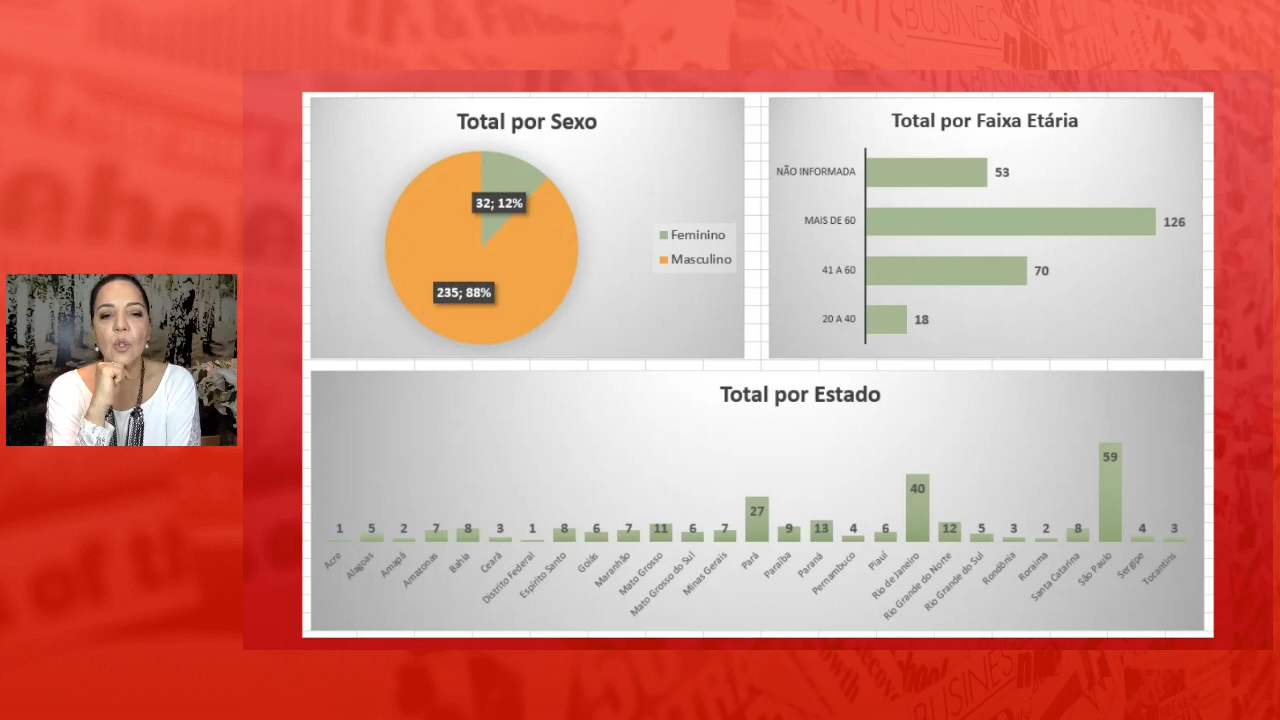 Total por Sexo
32; 12%
235; 88%
Feminino
Masculino
Total por Faixa Etária
NÃO INFORMADA 53
MAIS DE 60 126
41 A 60 70
20 A 40 18
Total por Estado
1 5 2 7 8 3 1 8 6 7 11 6 7 27 9 13 4 6 40 12 5 3 2 8 59 4 3
Acre Alagoas Amapá Amazonas Bahia Ceará Distrito Federal Espírito Santo Goiás Maranhão Mato Grosso Mato Grosso do Sul Minas Gerais Pará Paraíba Paraná Pernambuco Piauí Rio de Janeiro Rio Grande do Norte Rio Grande do Sul Rondônia Roraima Santa Catarina São Paulo Sergipe Tocantins
BUSINESS
BUSINESS